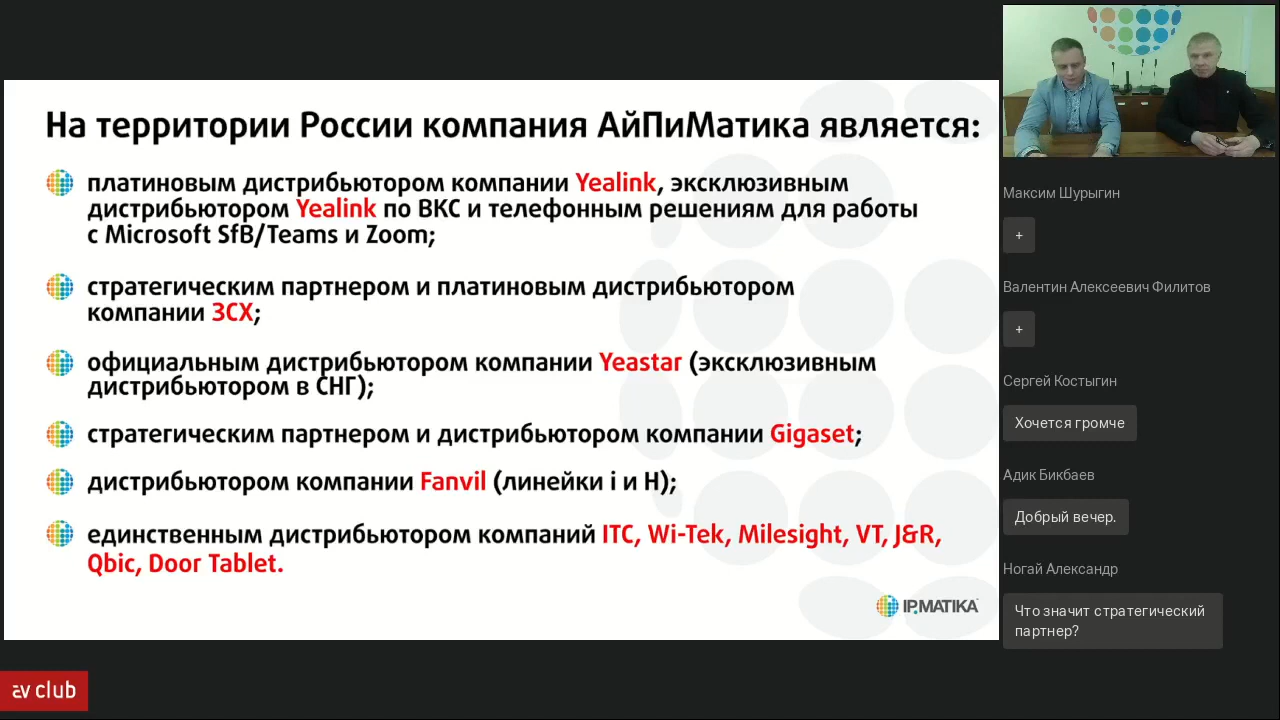 На территории России компания АйПиМатика является:
платиновым дистрибьютором компании Yealink, эксклюзивным
дистрибьютором Yealink по ВКС и телефонным решениям для работы
с Microsoft SfB/Teams и Zoom;
стратегическим партнером и платиновым дистрибьютором
компании 3CX;
официальным дистрибьютором компании Yeastar (эксклюзивным
дистрибьютором в СНГ);
стратегическим партнером и дистрибьютором компании Gigaset;
дистрибьютором компании Fanvil (линейки i и H);
единственным дистрибьютором компаний ITC, Wi-Tek, Milesight, VT, J&R,
Qbic, Door Tablet.
IPMATIKA
av club
Максим Шурыгин
+
Валентин Алексеевич Филитов
+
Сергей Костыгин
Хочется громче
Адик Бикбаев
Добрый вечер.
Ногай Александр
Что значит стратегический
партнер?